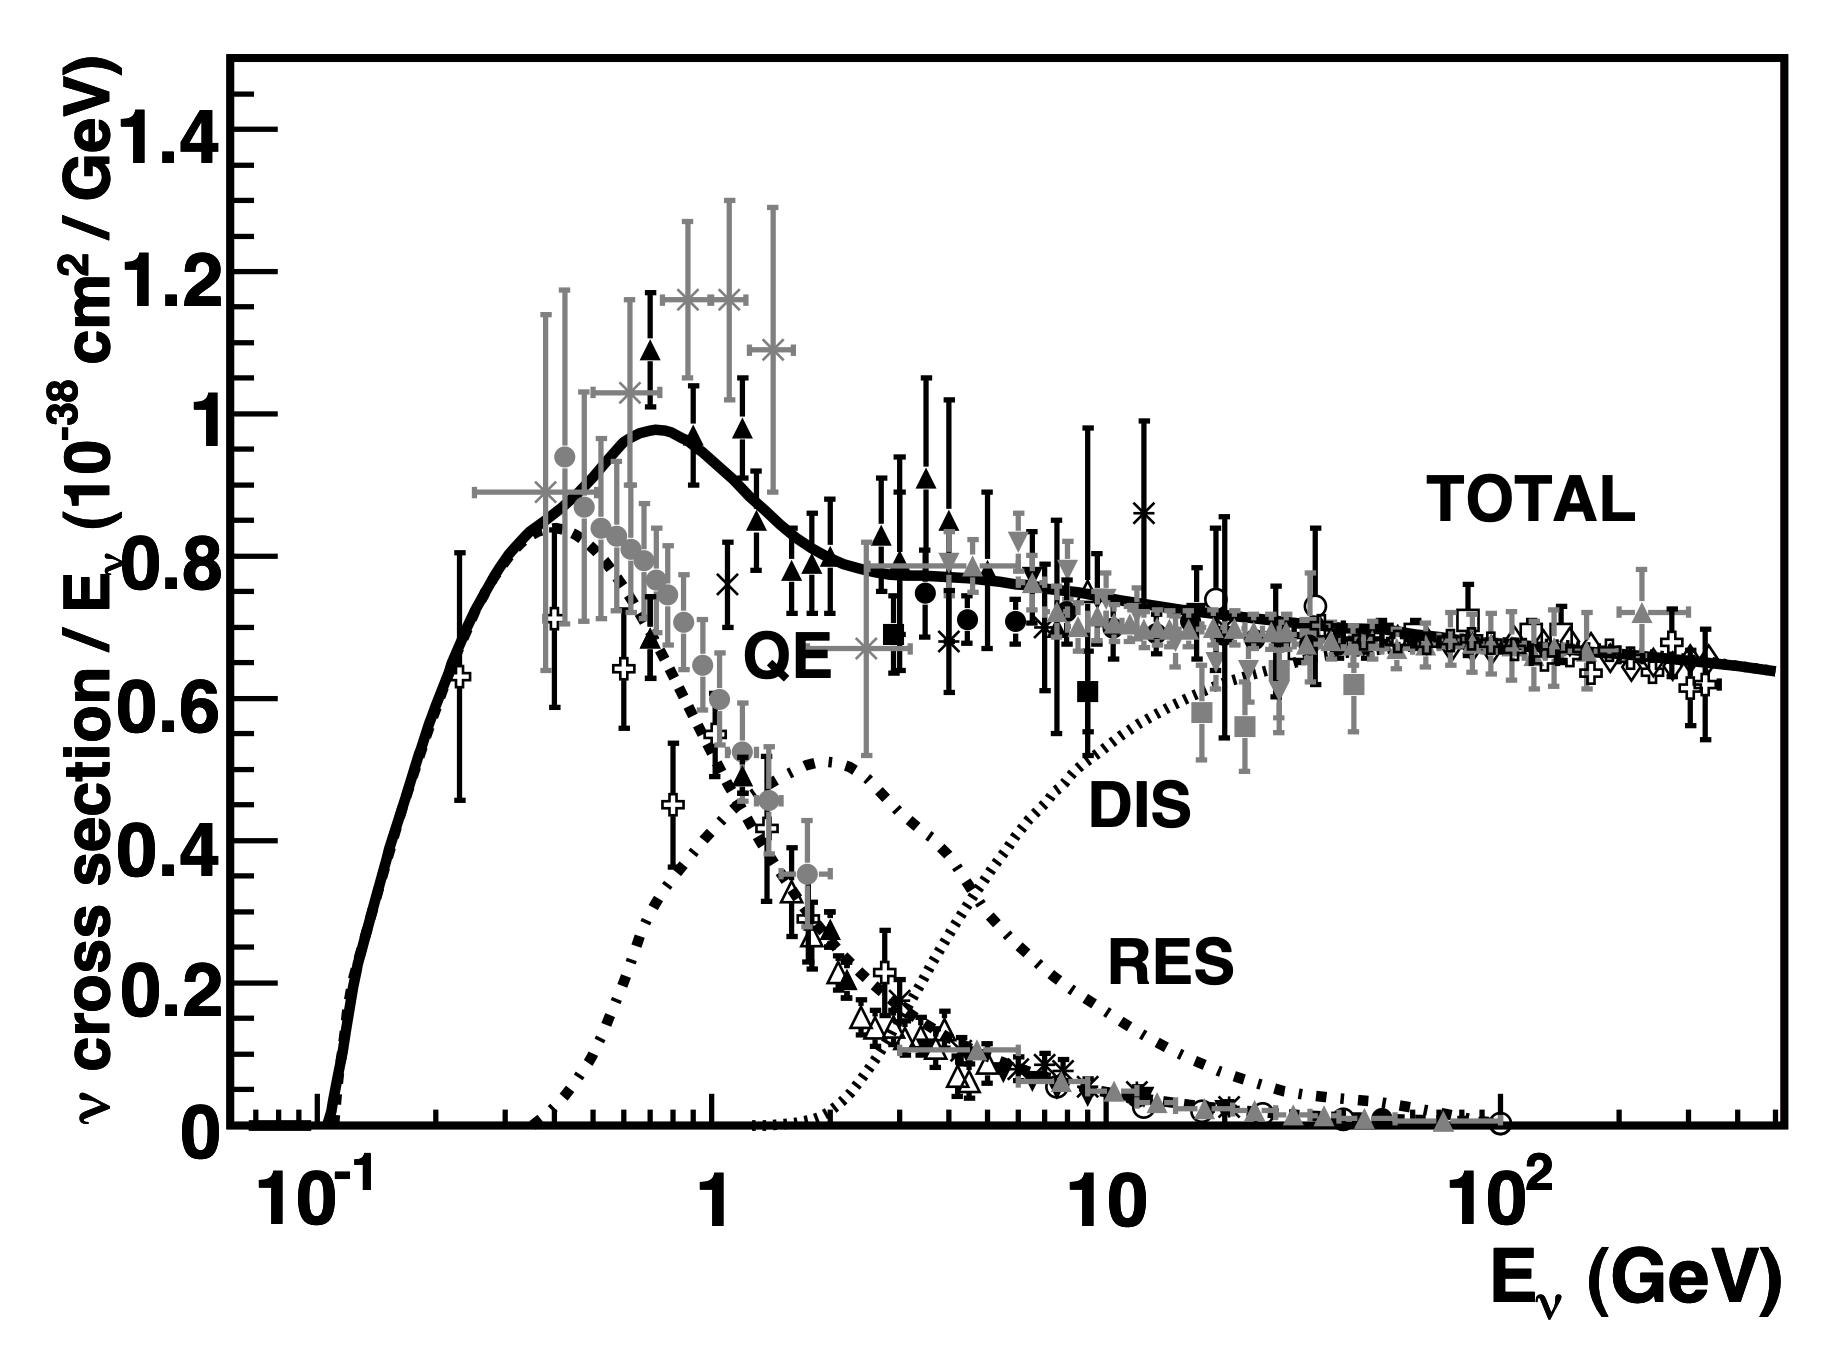 ν cross section / Eν (10⁻³⁸ cm² / GeV)
1.4
1.2
1
0.8
0.6
0.4
0.2
0
TOTAL
QE
DIS
RES
10⁻¹ 1 10 10²
Eν (GeV)